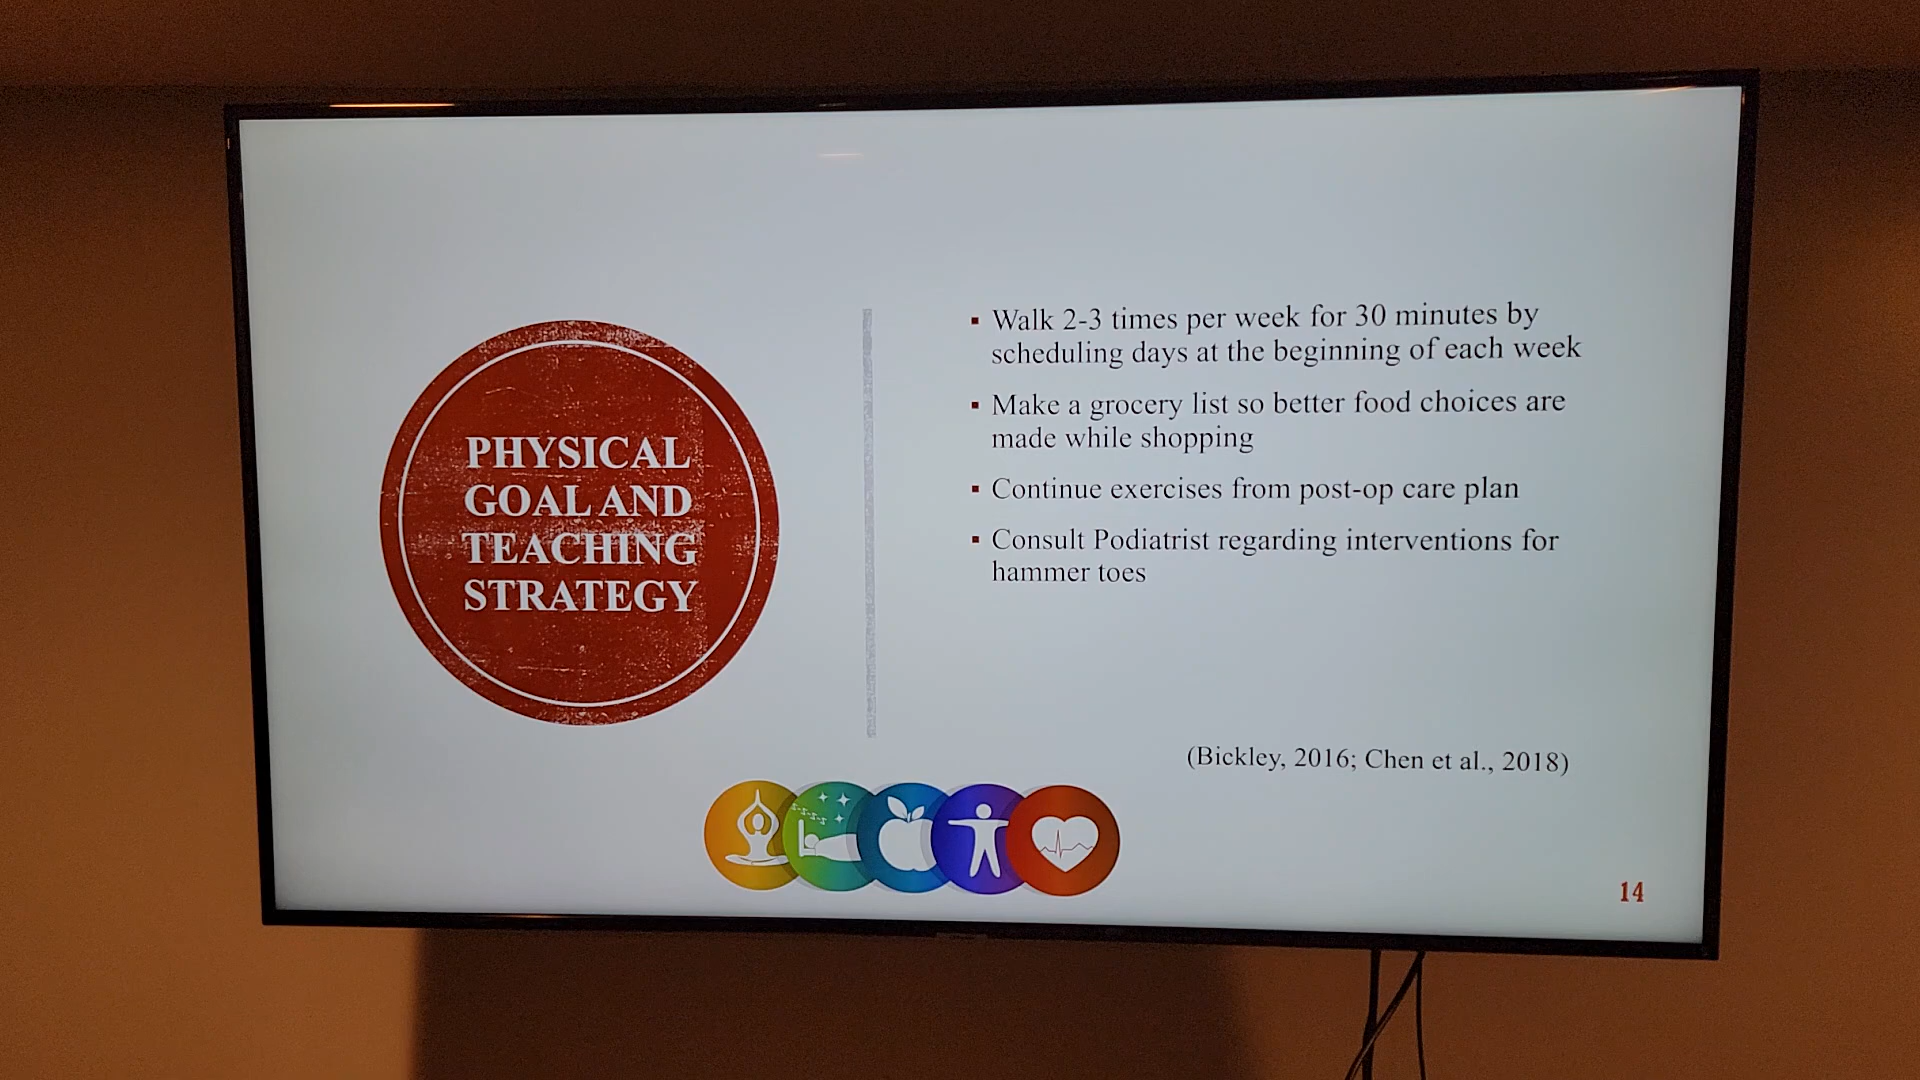 PHYSICAL
GOAL AND
TEACHING
STRATEGY
▪ Walk 2-3 times per week for 30 minutes by
scheduling days at the beginning of each week
▪ Make a grocery list so better food choices are
made while shopping
▪ Continue exercises from post-op care plan
▪ Consult Podiatrist regarding interventions for
hammer toes
(Bickley, 2016; Chen et al., 2018)
14